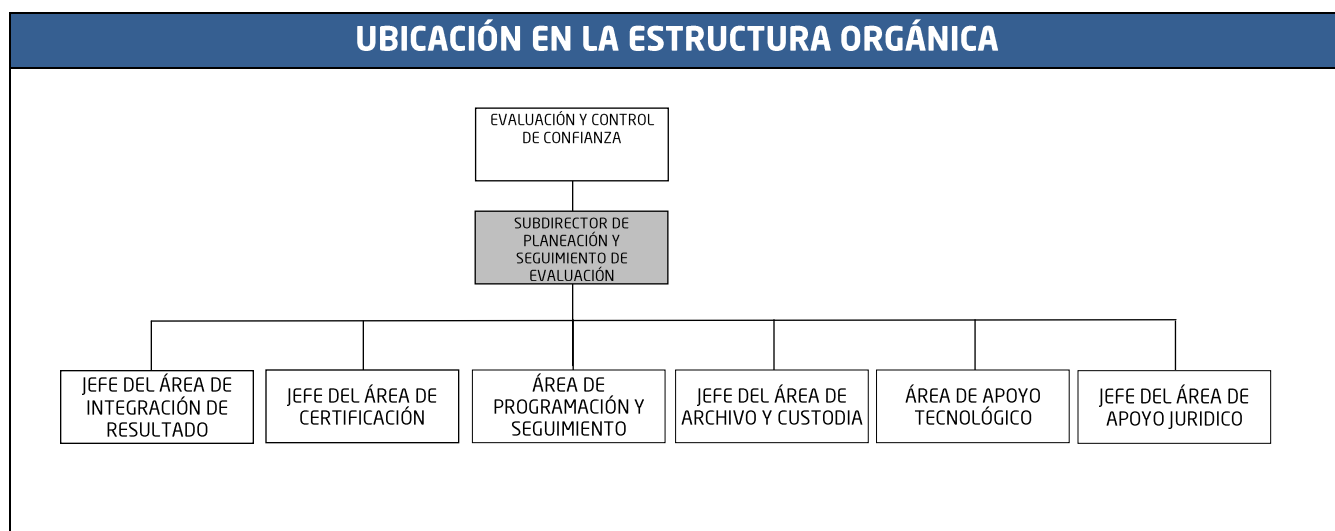 UBICACIÓN EN LA ESTRUCTURA ORGÁNICA
EVALUACIÓN Y CONTROL
DE CONFIANZA
SUBDIRECTOR DE
PLANEACIÓN Y
SEGUIMIENTO DE
EVALUACIÓN
JEFE DEL ÁREA DE
INTEGRACIÓN DE
RESULTADO
JEFE DEL ÁREA DE
CERTIFICACIÓN
ÁREA DE
PROGRAMACIÓN Y
SEGUIMIENTO
JEFE DEL ÁREA DE
ARCHIVO Y CUSTODIA
ÁREA DE APOYO
TECNOLÓGICO
JEFE DEL ÁREA DE
APOYO JURIDICO